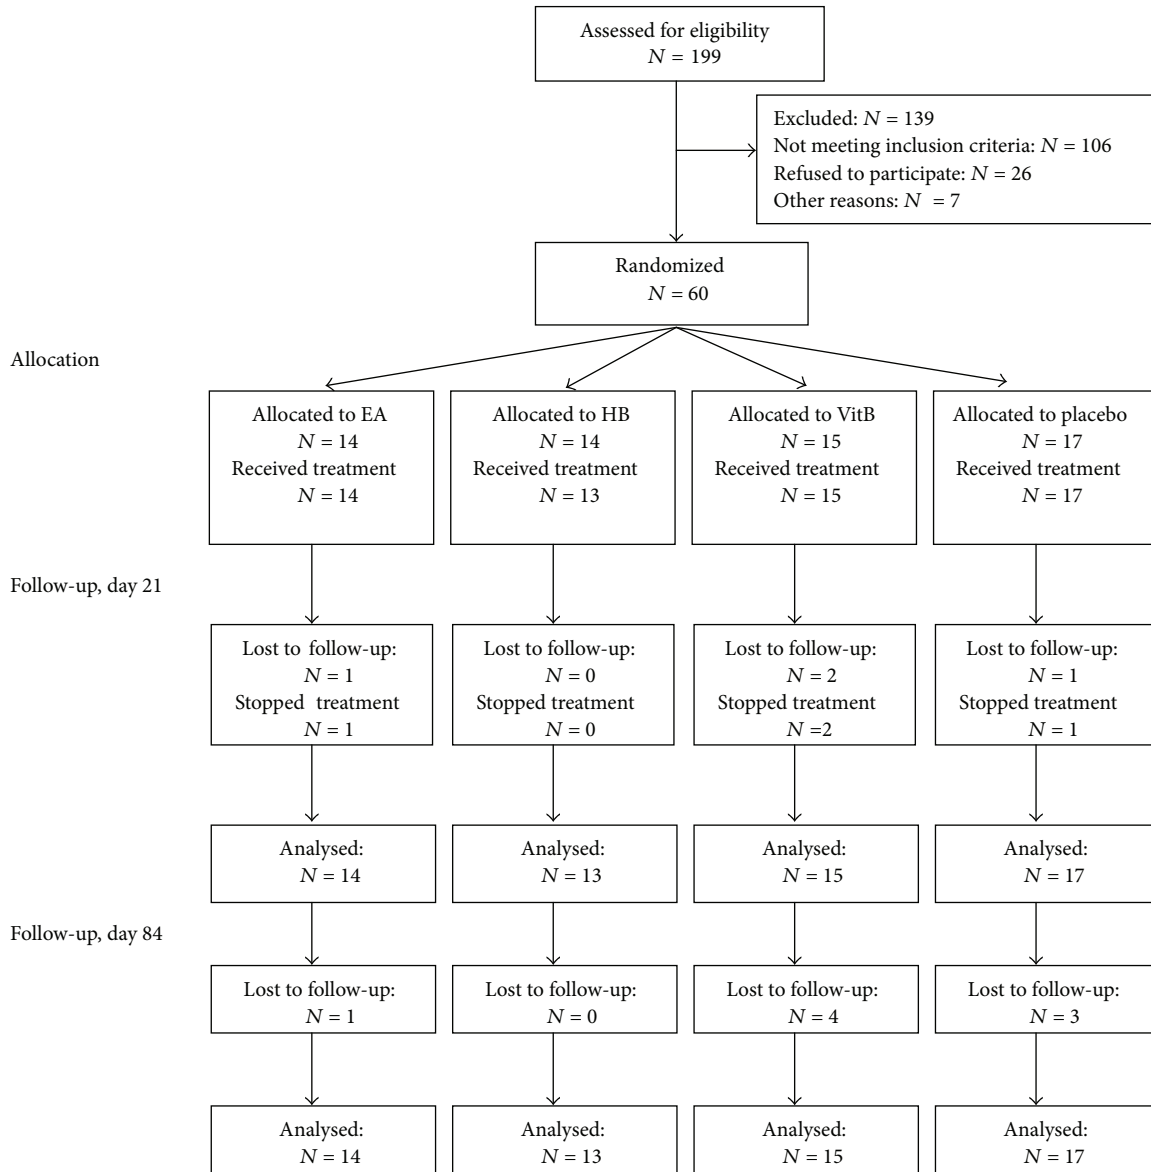 Assessed for eligibility
N = 199
Excluded: N = 139
Not meeting inclusion criteria: N = 106
Refused to participate: N = 26
Other reasons: N = 7
Randomized
N = 60
Allocation
Allocated to EA
N = 14
Received treatment
N = 14
Allocated to HB
N = 14
Received treatment
N = 13
Allocated to VitB
N = 15
Received treatment
N = 15
Allocated to placebo
N = 17
Received treatment
N = 17
Follow-up, day 21
Lost to follow-up:
N = 1
Stopped treatment
N = 1
Lost to follow-up:
N = 0
Stopped treatment
N = 0
Lost to follow-up:
N = 2
Stopped treatment
N =2
Lost to follow-up:
N = 1
Stopped treatment
N = 1
Analysed:
N = 14
Analysed:
N = 13
Analysed:
N = 15
Analysed:
N = 17
Follow-up, day 84
Lost to follow-up:
N = 1
Lost to follow-up:
N = 0
Lost to follow-up:
N = 4
Lost to follow-up:
N = 3
Analysed:
N = 14
Analysed:
N = 13
Analysed:
N = 15
Analysed:
N = 17